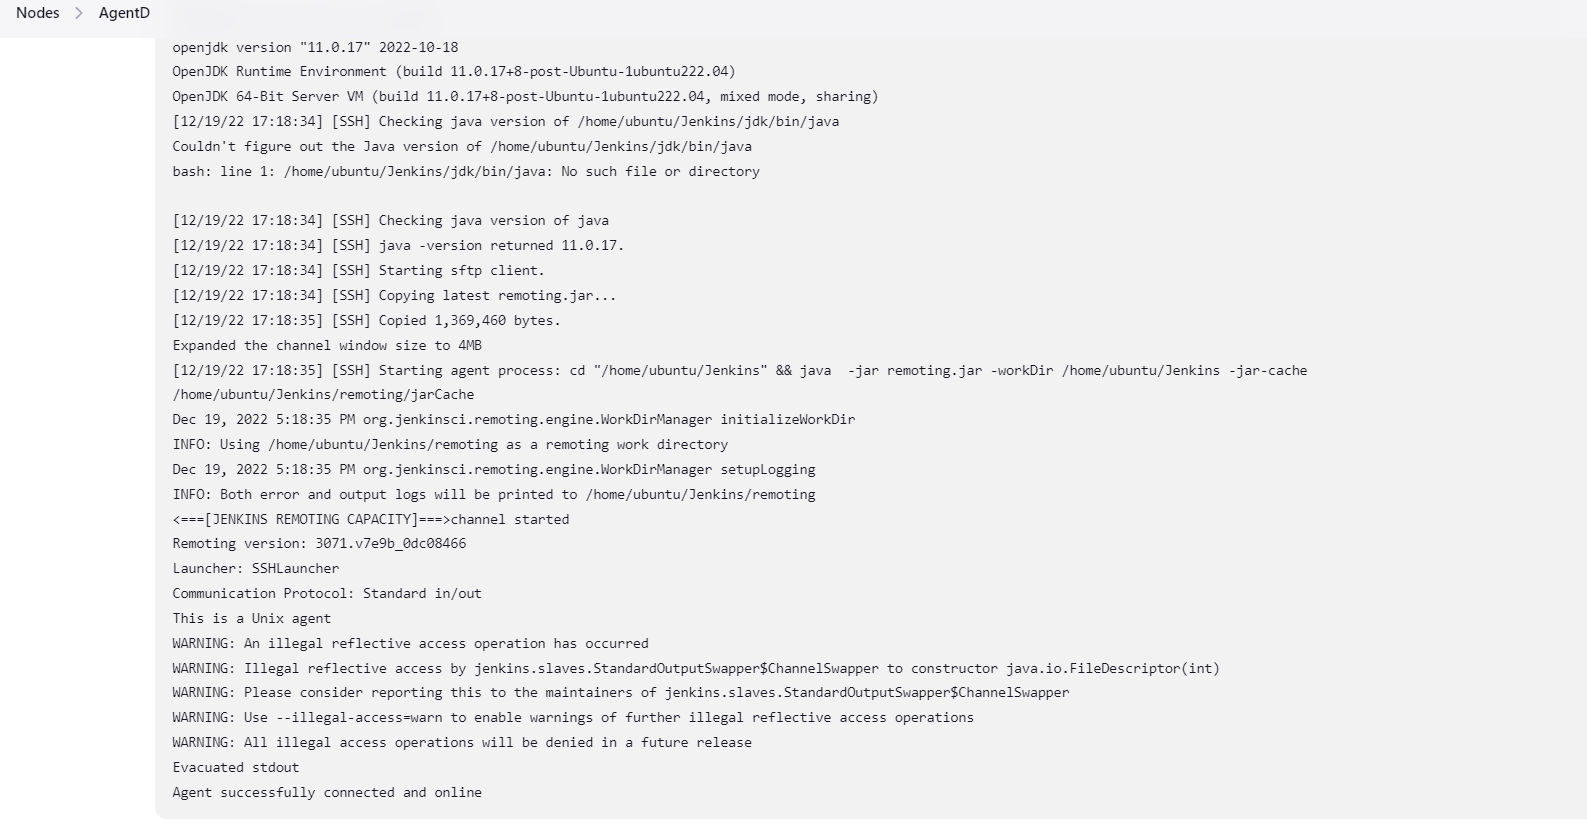 Nodes > AgentD
openjdk version "11.0.17" 2022-10-18
OpenJDK Runtime Environment (build 11.0.17+8-post-Ubuntu-1ubuntu222.04)
OpenJDK 64-Bit Server VM (build 11.0.17+8-post-Ubuntu-1ubuntu222.04, mixed mode, sharing)
[12/19/22 17:18:34] [SSH] Checking java version of /home/ubuntu/Jenkins/jdk/bin/java
Couldn't figure out the Java version of /home/ubuntu/Jenkins/jdk/bin/java
bash: line 1: /home/ubuntu/Jenkins/jdk/bin/java: No such file or directory
[12/19/22 17:18:34] [SSH] Checking java version of java
[12/19/22 17:18:34] [SSH] java -version returned 11.0.17.
[12/19/22 17:18:34] [SSH] Starting sftp client.
[12/19/22 17:18:34] [SSH] Copying latest remoting.jar...
[12/19/22 17:18:35] [SSH] Copied 1,369,460 bytes.
Expanded the channel window size to 4MB
[12/19/22 17:18:35] [SSH] Starting agent process: cd "/home/ubuntu/Jenkins" && java  -jar remoting.jar -workDir /home/ubuntu/Jenkins -jar-cache
/home/ubuntu/Jenkins/remoting/jarCache
Dec 19, 2022 5:18:35 PM org.jenkinsci.remoting.engine.WorkDirManager initializeWorkDir
INFO: Using /home/ubuntu/Jenkins/remoting as a remoting work directory
Dec 19, 2022 5:18:35 PM org.jenkinsci.remoting.engine.WorkDirManager setupLogging
INFO: Both error and output logs will be printed to /home/ubuntu/Jenkins/remoting
<===[JENKINS REMOTING CAPACITY]===>channel started
Remoting version: 3071.v7e9b_0dc08466
Launcher: SSHLauncher
Communication Protocol: Standard in/out
This is a Unix agent
WARNING: An illegal reflective access operation has occurred
WARNING: Illegal reflective access by jenkins.slaves.StandardOutputSwapper$ChannelSwapper to constructor java.io.FileDescriptor(int)
WARNING: Please consider reporting this to the maintainers of jenkins.slaves.StandardOutputSwapper$ChannelSwapper
WARNING: Use --illegal-access=warn to enable warnings of further illegal reflective access operations
WARNING: All illegal access operations will be denied in a future release
Evacuated stdout
Agent successfully connected and online